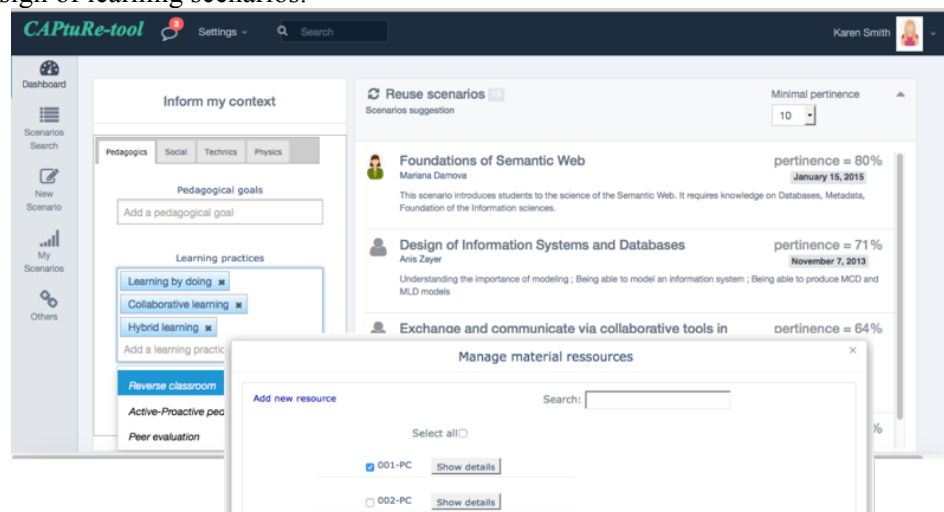 sign of learning scenarios.
CAPtuRe-tool
3
Settings
Search
Karen Smith
Dashboard
Scenarios
Search
New
Scenario
My
Scenarios
Others
Inform my context
Pedagogics
Social
Technics
Physics
Pedagogical goals
Add a pedagogical goal
Learning practices
Learning by doing ×
Collaborative learning ×
Hybrid learning ×
Add a learning practic
Reverse classroom
Active-Proactive ped
Peer evaluation
Reuse scenarios 15
Scenarios suggestion
Minimal pertinence
10
Foundations of Semantic Web
pertinence = 80%
Mariana Damova
January 15, 2015
This scenario introduces students to the science of the Semantic Web. It requires knowledge on Databases, Metadata,
Foundation of the Information sciences.
Design of Information Systems and Databases
pertinence = 71%
Anis Zayer
November 7, 2013
Understanding the importance of modeling ; Being able to model an information system ; Being able to produce MCD and
MLD models
Exchange and communicate via collaborative tools in
pertinence = 64%
%
Manage material ressources
×
Add new resource
Search:
Select all
001-PC
Show details
002-PC
Show details